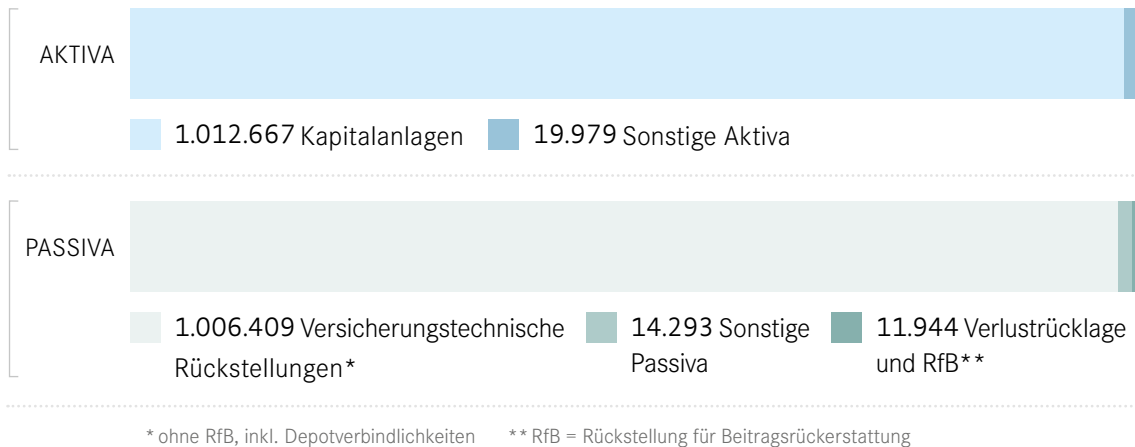 AKTIVA
1.012.667 Kapitalanlagen 19.979 Sonstige Aktiva
PASSIVA
1.006.409 Versicherungstechnische Rückstellungen*
14.293 Sonstige Passiva
11.944 Verlustrücklage und RfB**
* ohne RfB, inkl. Depotverbindlichkeiten ** RfB = Rückstellung für Beitragsrückerstattung